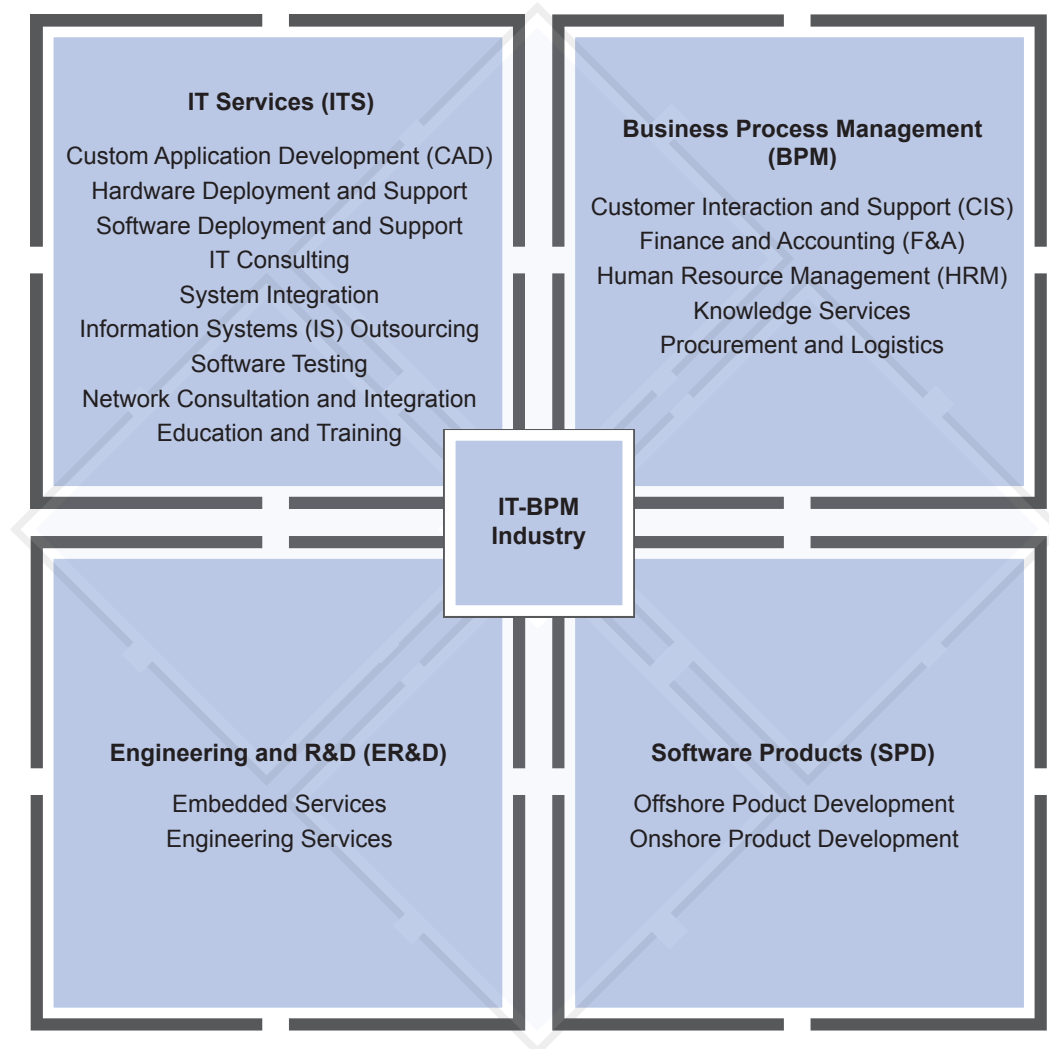 IT Services (ITS)
Custom Application Development (CAD)
Hardware Deployment and Support
Software Deployment and Support
IT Consulting
System Integration
Information Systems (IS) Outsourcing
Software Testing
Network Consultation and Integration
Education and Training
Business Process Management
(BPM)
Customer Interaction and Support (CIS)
Finance and Accounting (F&A)
Human Resource Management (HRM)
Knowledge Services
Procurement and Logistics
IT-BPM
Industry
Engineering and R&D (ER&D)
Embedded Services
Engineering Services
Software Products (SPD)
Offshore Poduct Development
Onshore Product Development